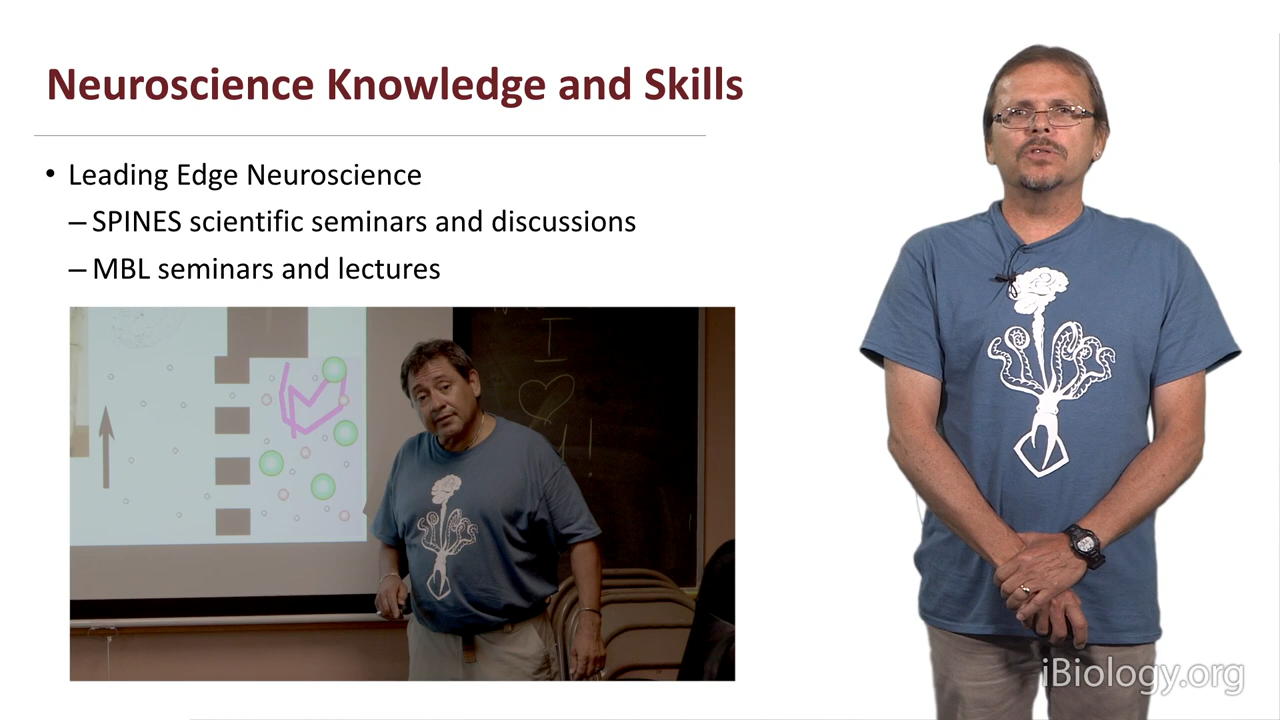 Neuroscience Knowledge and Skills
• Leading Edge Neuroscience
– SPINES scientific seminars and discussions
– MBL seminars and lectures
I
iBiology.org